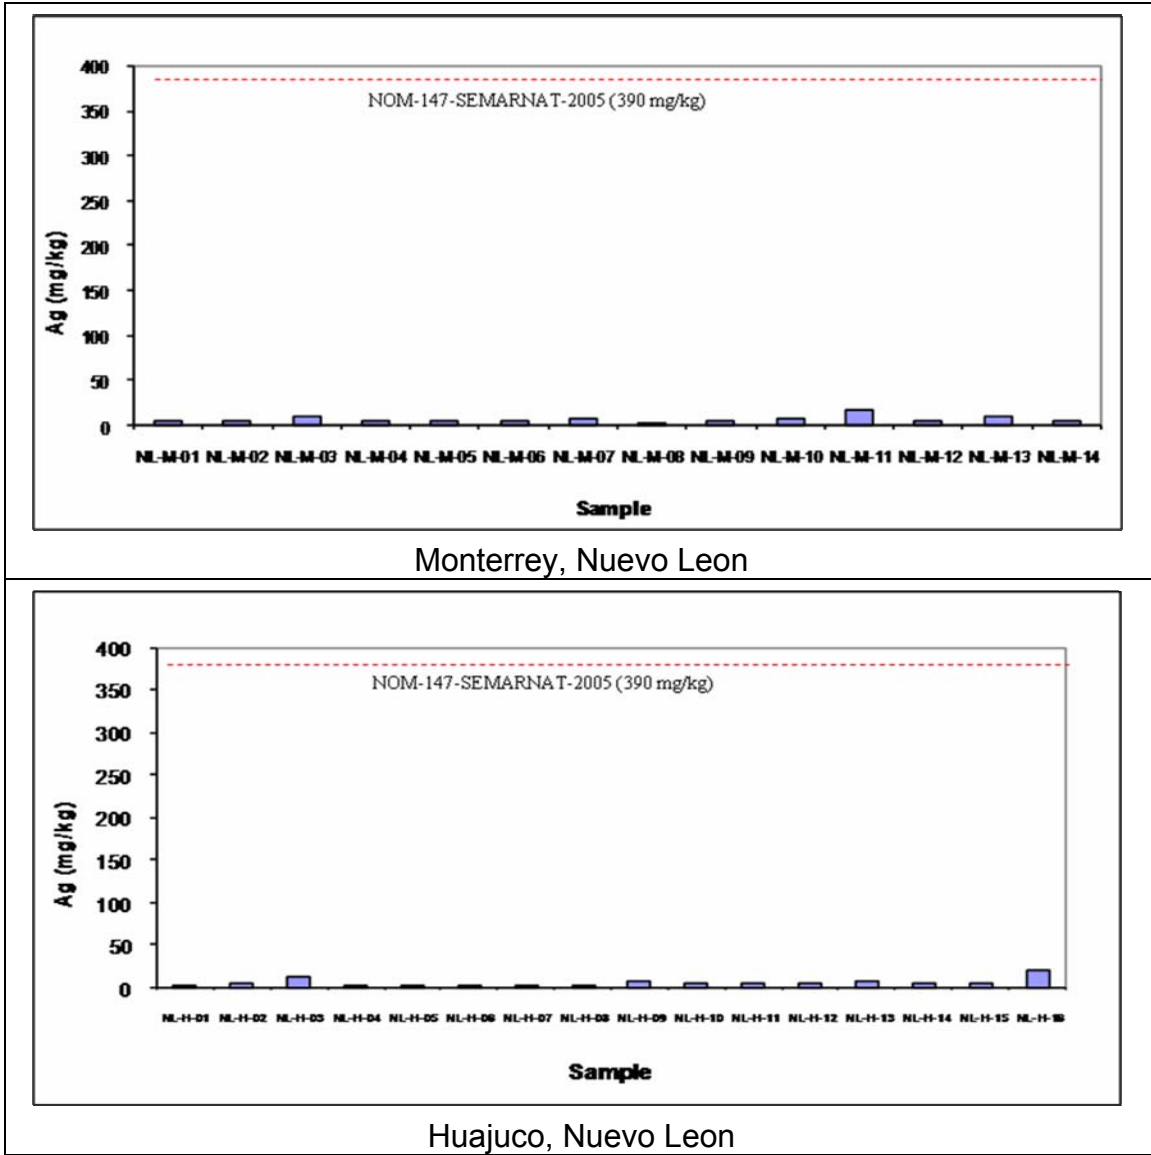 400
NOM-147-SEMARNAT-2005 (390 mg/kg)
350
300
250
200
150
100
50
0
Ag (mg/kg)
NL-M-01 NL-M-02 NL-M-03 NL-M-04 NL-M-05 NL-M-06 NL-M-07 NL-M-08 NL-M-09 NL-M-10 NL-M-11 NL-M-12 NL-M-13 NL-M-14
Sample
Monterrey, Nuevo Leon
400
NOM-147-SEMARNAT-2005 (390 mg/kg)
350
300
250
200
150
100
50
0
Ag (mg/kg)
NL-H-01 NL-H-02 NL-H-03 NL-H-04 NL-H-05 NL-H-06 NL-H-07 NL-H-08 NL-H-09 NL-H-10 NL-H-11 NL-H-12 NL-H-13 NL-H-14 NL-H-15 NL-H-16
Sample
Huajuco, Nuevo Leon